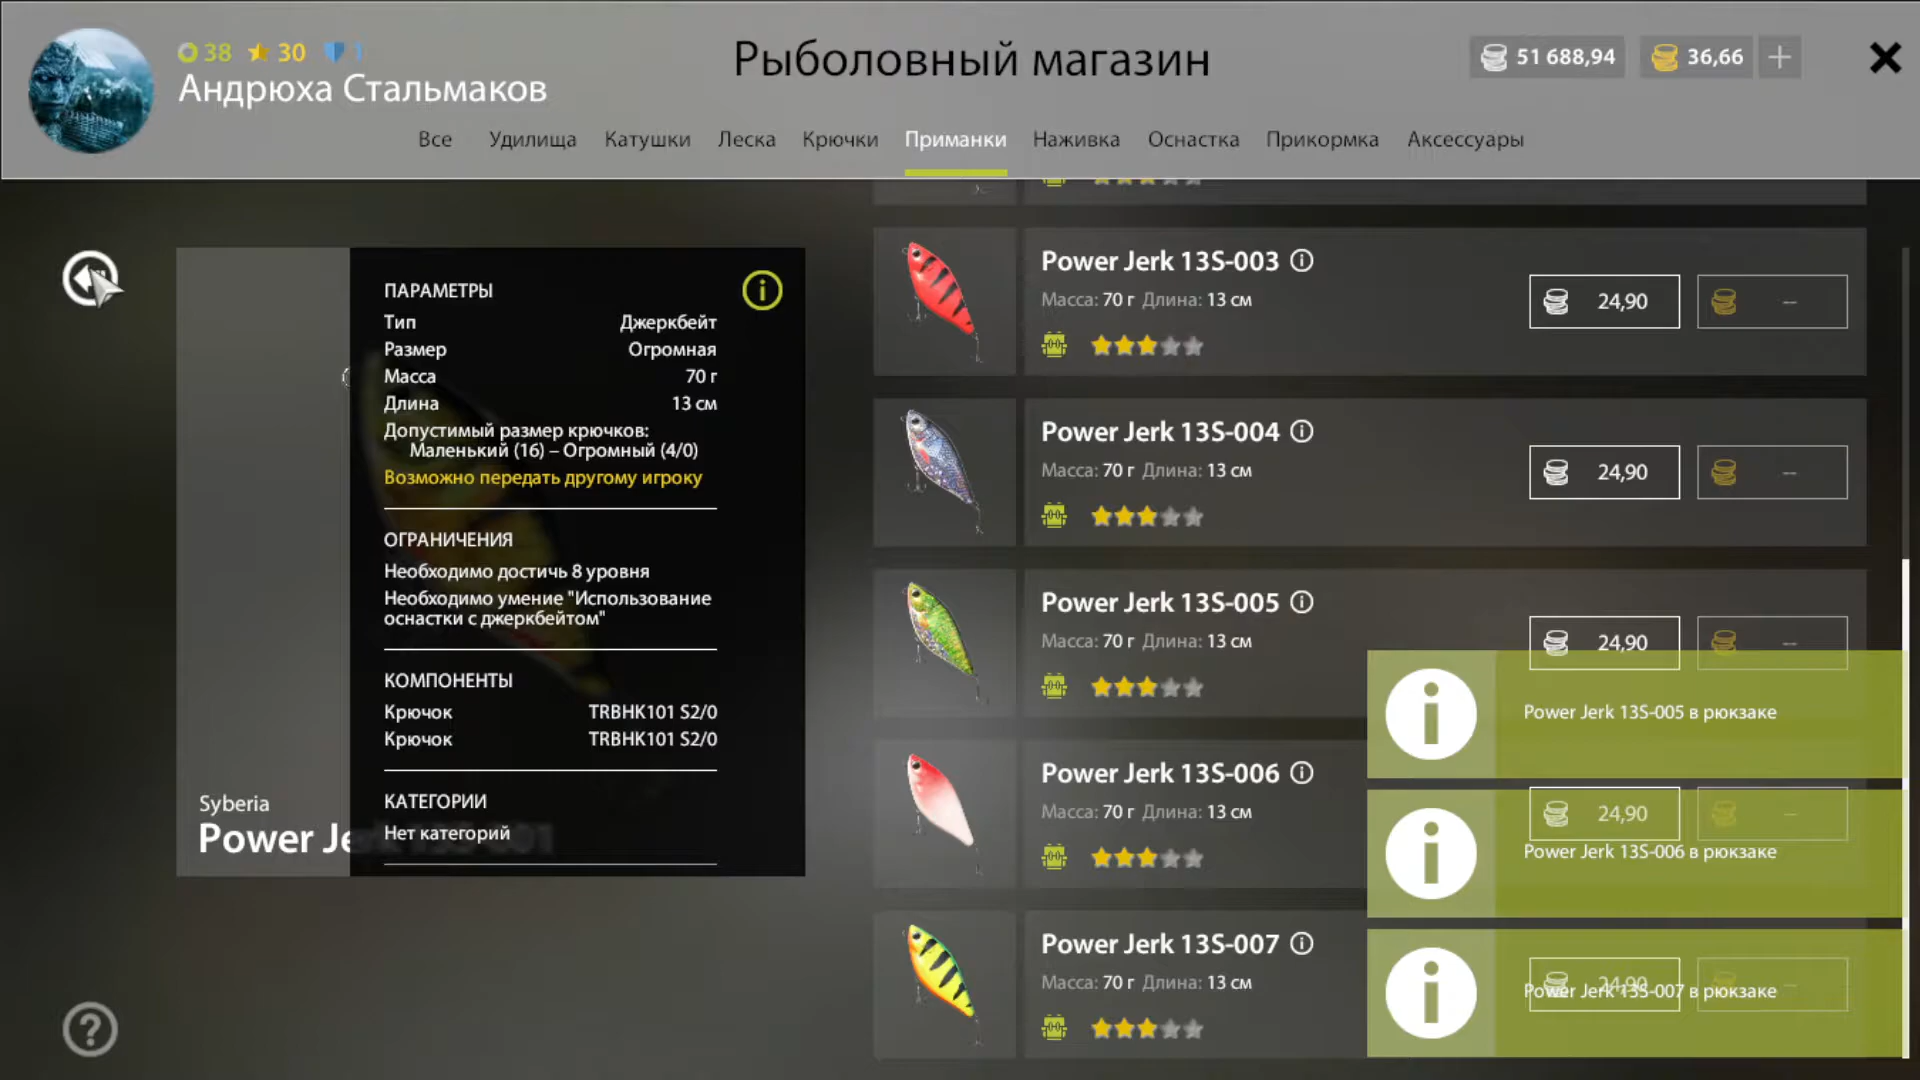 38 30 1
Андрюха Стальмаков
Рыболовный магазин
51 688,94 36,66
Все Удилища Катушки Леска Крючки Приманки Наживка Оснастка Прикормка Аксессуары
ПАРАМЕТРЫ
Тип Джеркбейт
Размер Огромная
Масса 70 г
Длина 13 см
Допустимый размер крючков:
Маленький (16) – Огромный (4/0)
Возможно передать другому игроку
ОГРАНИЧЕНИЯ
Необходимо достичь 8 уровня
Необходимо умение "Использование
оснастки с джеркбейтом"
КОМПОНЕНТЫ
Крючок TRBHK101 S2/0
Крючок TRBHK101 S2/0
КАТЕГОРИИ
Нет категорий
Syberia
Power Jerk 13S-001
Power Jerk 13S-003
Масса: 70 г Длина: 13 см
24,90 --
Power Jerk 13S-004
Масса: 70 г Длина: 13 см
24,90 --
Power Jerk 13S-005
Масса: 70 г Длина: 13 см
24,90 --
Power Jerk 13S-005 в рюкзаке
Power Jerk 13S-006
Масса: 70 г Длина: 13 см
24,90 --
Power Jerk 13S-006 в рюкзаке
Power Jerk 13S-007
Масса: 70 г Длина: 13 см
24,90 --
Power Jerk 13S-007 в рюкзаке